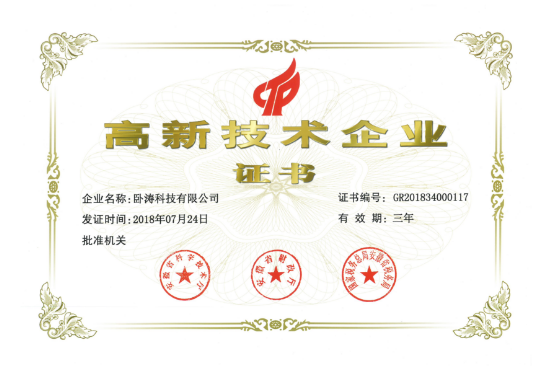 高新技术企业
证书
企业名称：卧涛科技有限公司
证书编号：GR201834000117
发证时间：2018年07月24日
有 效 期：三年
批准机关
安徽省科学技术厅
安徽省财政厅
国家税务总局安徽省税务局